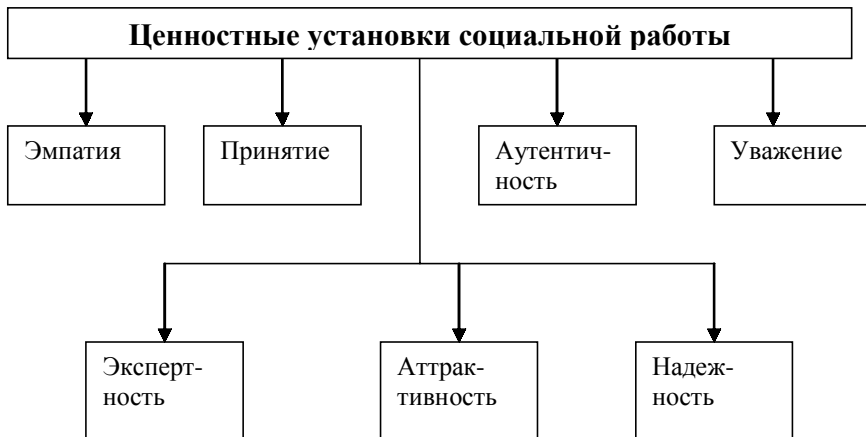 Ценностные установки социальной работы
Эмпатия
Принятие
Аутентич-
ность
Уважение
Эксперт-
ность
Аттрак-
тивность
Надеж-
ность